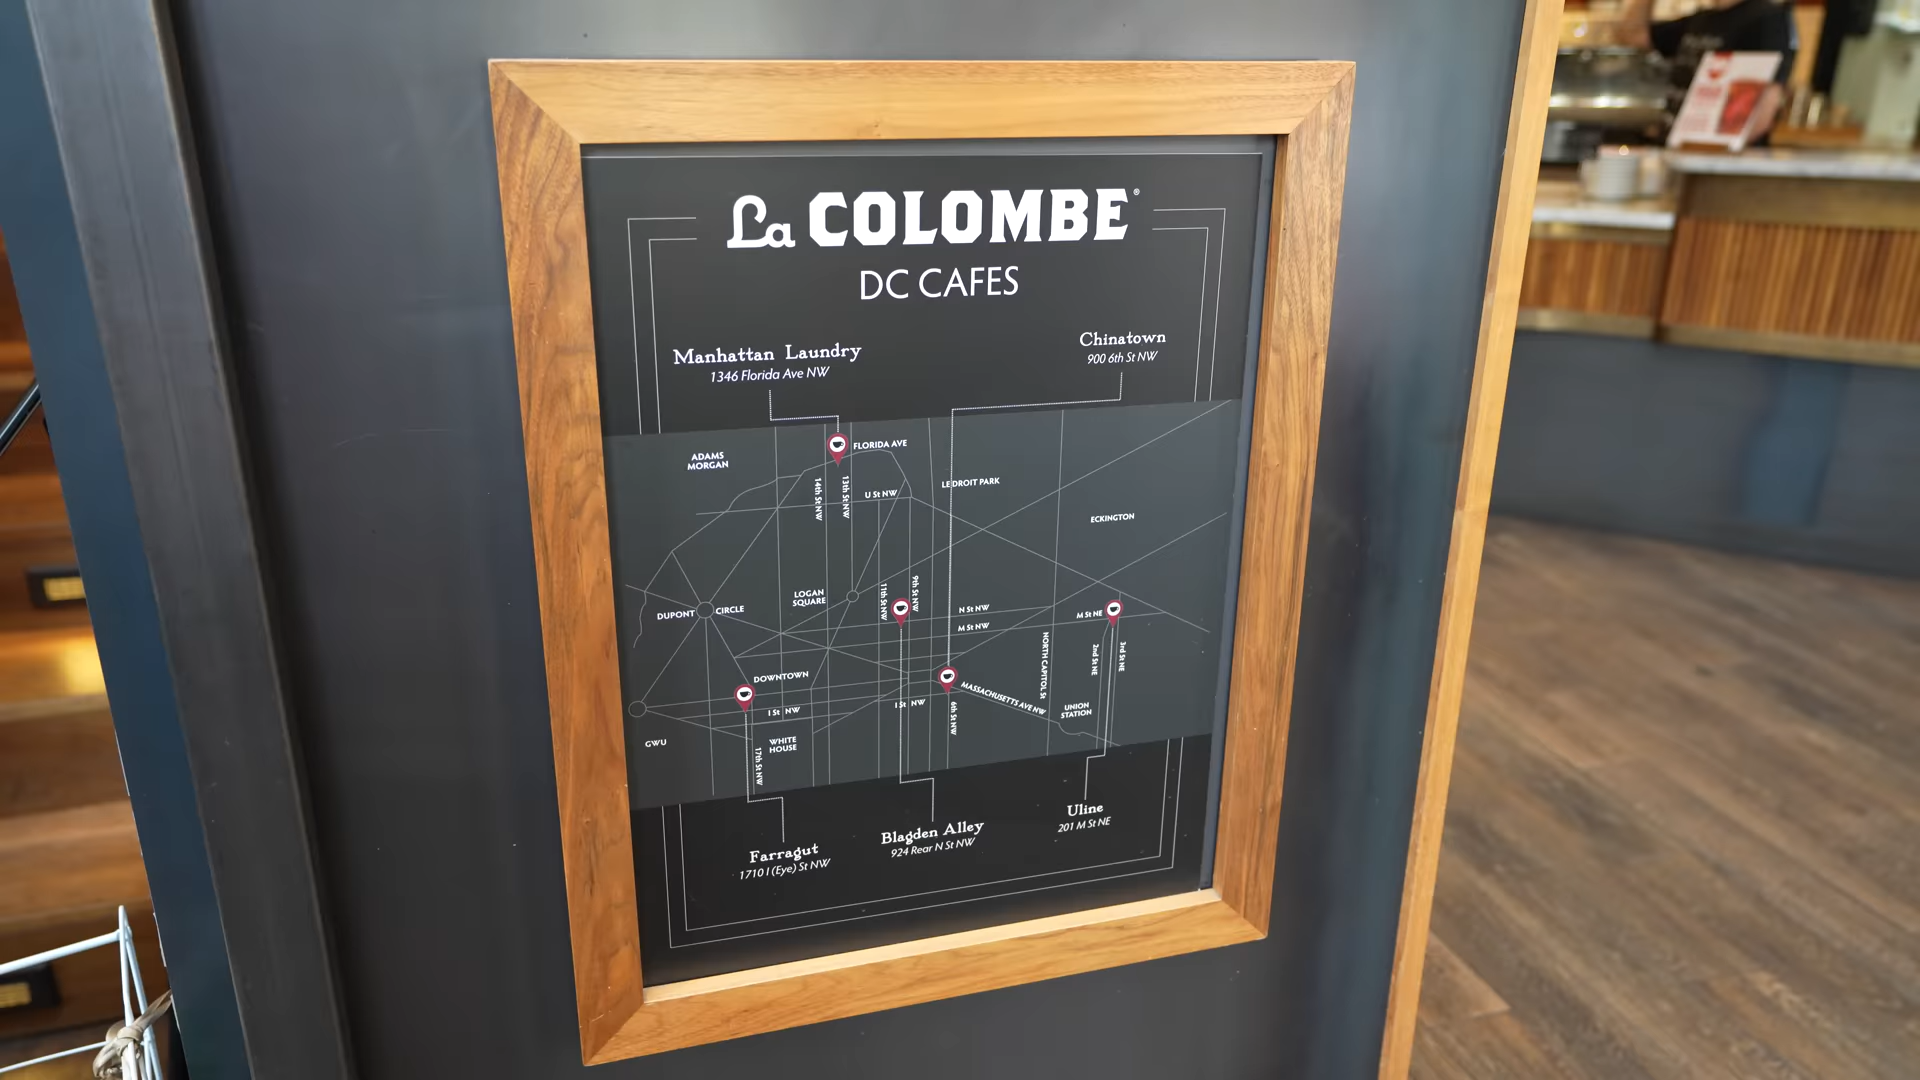 La COLOMBE®
DC CAFES
Manhattan Laundry
1346 Florida Ave NW
Chinatown
900 6th St NW
ADAMS
MORGAN
FLORIDA AVE
14th St NW
13th St NW
U St NW
LEDROIT PARK
ECKINGTON
LOGAN
SQUARE
11th St NW
9th St NW
DUPONT CIRCLE
N St NW
M St NW
M St NE
NORTH CAPITOL St
2nd St NE
3rd St NE
DOWNTOWN
I St NW
I St NW
MASSACHUSETTS AVE NW
6th St NW
UNION
STATION
GWU
WHITE
HOUSE
17th St NW
Farragut
1710 I (Eye) St NW
Blagden Alley
924 Rear N St NW
Uline
201 M St NE